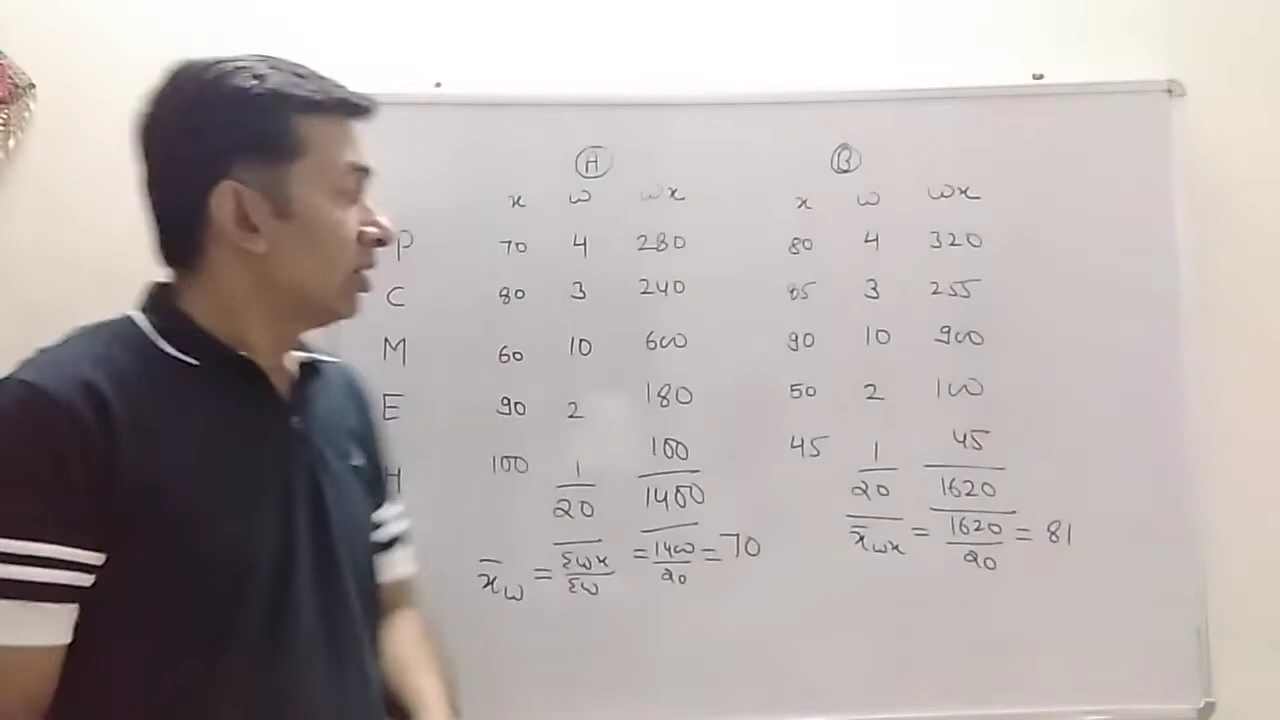 A B
x w wx x w wx
P 70 4 280 80 4 320
C 80 3 240 85 3 255
M 60 10 600 90 10 900
E 90 2 180 50 2 100
H 100 1 100 45 1 45
20 1400 20 1620
x̄w = Σwx/Σw = 1400/20 = 70 x̄wx = 1620/20 = 81